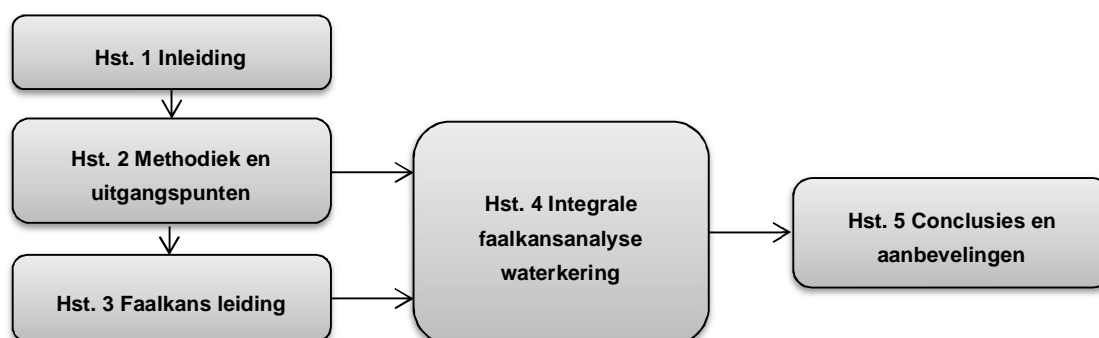 Hst. 1 Inleiding
Hst. 2 Methodiek en
uitgangspunten
Hst. 3 Faalkans leiding
Hst. 4 Integrale
faalkansanalyse
waterkering
Hst. 5 Conclusies en
aanbevelingen